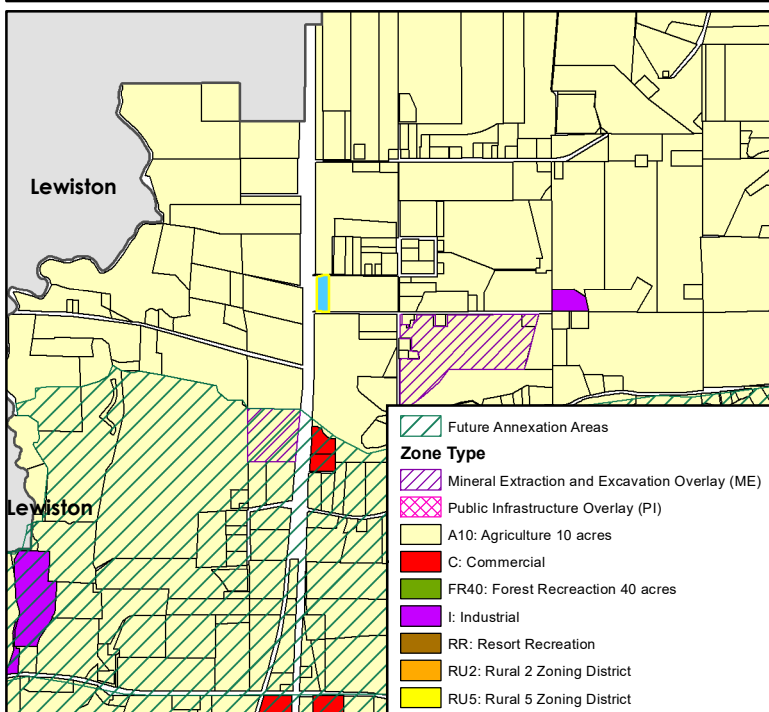 Lewiston
Lewiston
Future Annexation Areas
Zone Type
Mineral Extraction and Excavation Overlay (ME)
Public Infrastructure Overlay (PI)
A10: Agriculture 10 acres
C: Commercial
FR40: Forest Recreaction 40 acres
I: Industrial
RR: Resort Recreation
RU2: Rural 2 Zoning District
RU5: Rural 5 Zoning District